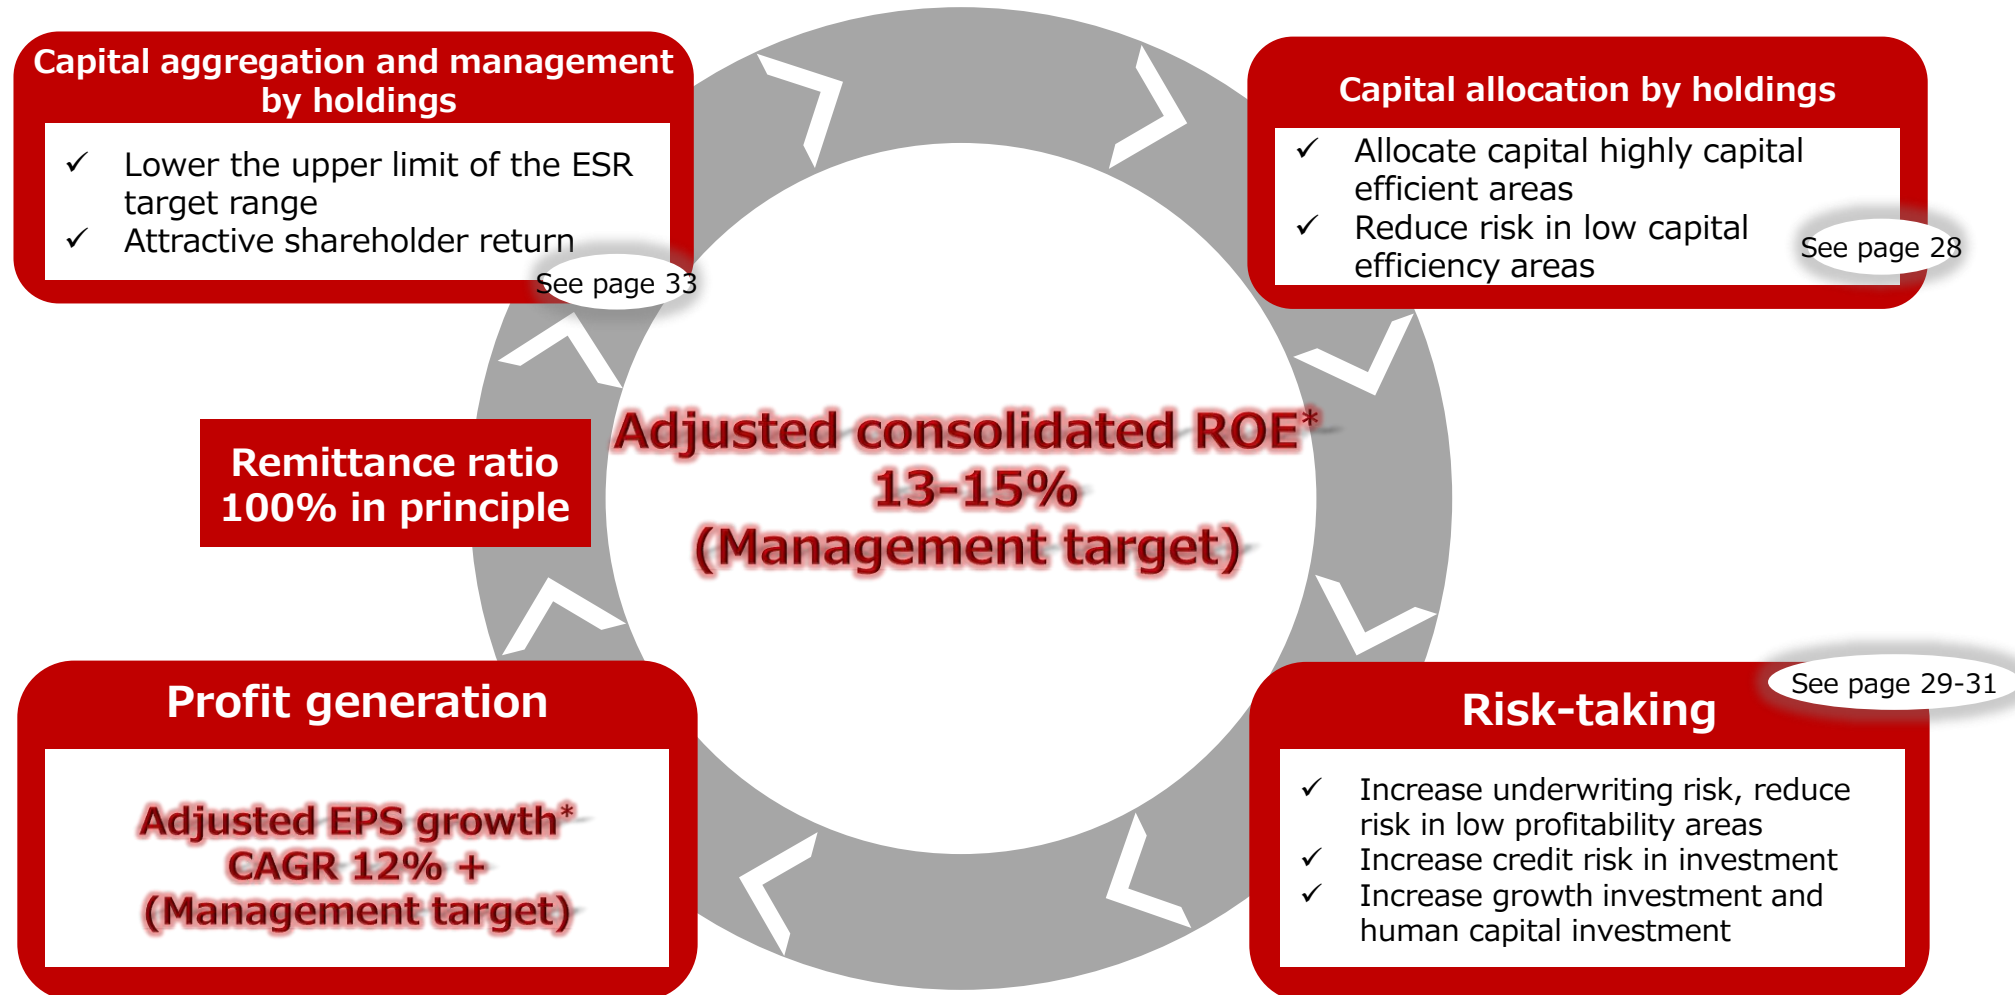 Capital aggregation and management
by holdings
✓ Lower the upper limit of the ESR
target range
✓ Attractive shareholder return
See page 33
Capital allocation by holdings
✓ Allocate capital highly capital
efficient areas
✓ Reduce risk in low capital
efficiency areas
See page 28
Remittance ratio
100% in principle
Adjusted consolidated ROE*
13-15%
(Management target)
Profit generation
Adjusted EPS growth*
CAGR 12% +
(Management target)
See page 29-31
Risk-taking
✓ Increase underwriting risk, reduce
risk in low profitability areas
✓ Increase credit risk in investment
✓ Increase growth investment and
human capital investment